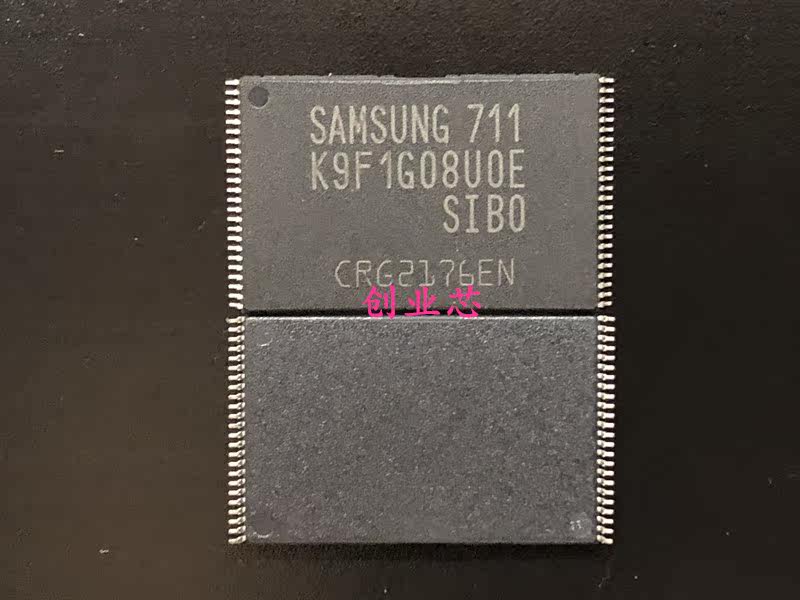 SAMSUNG 711
K9F1G08U0E
SIB0
CRG2176EN
创业芯